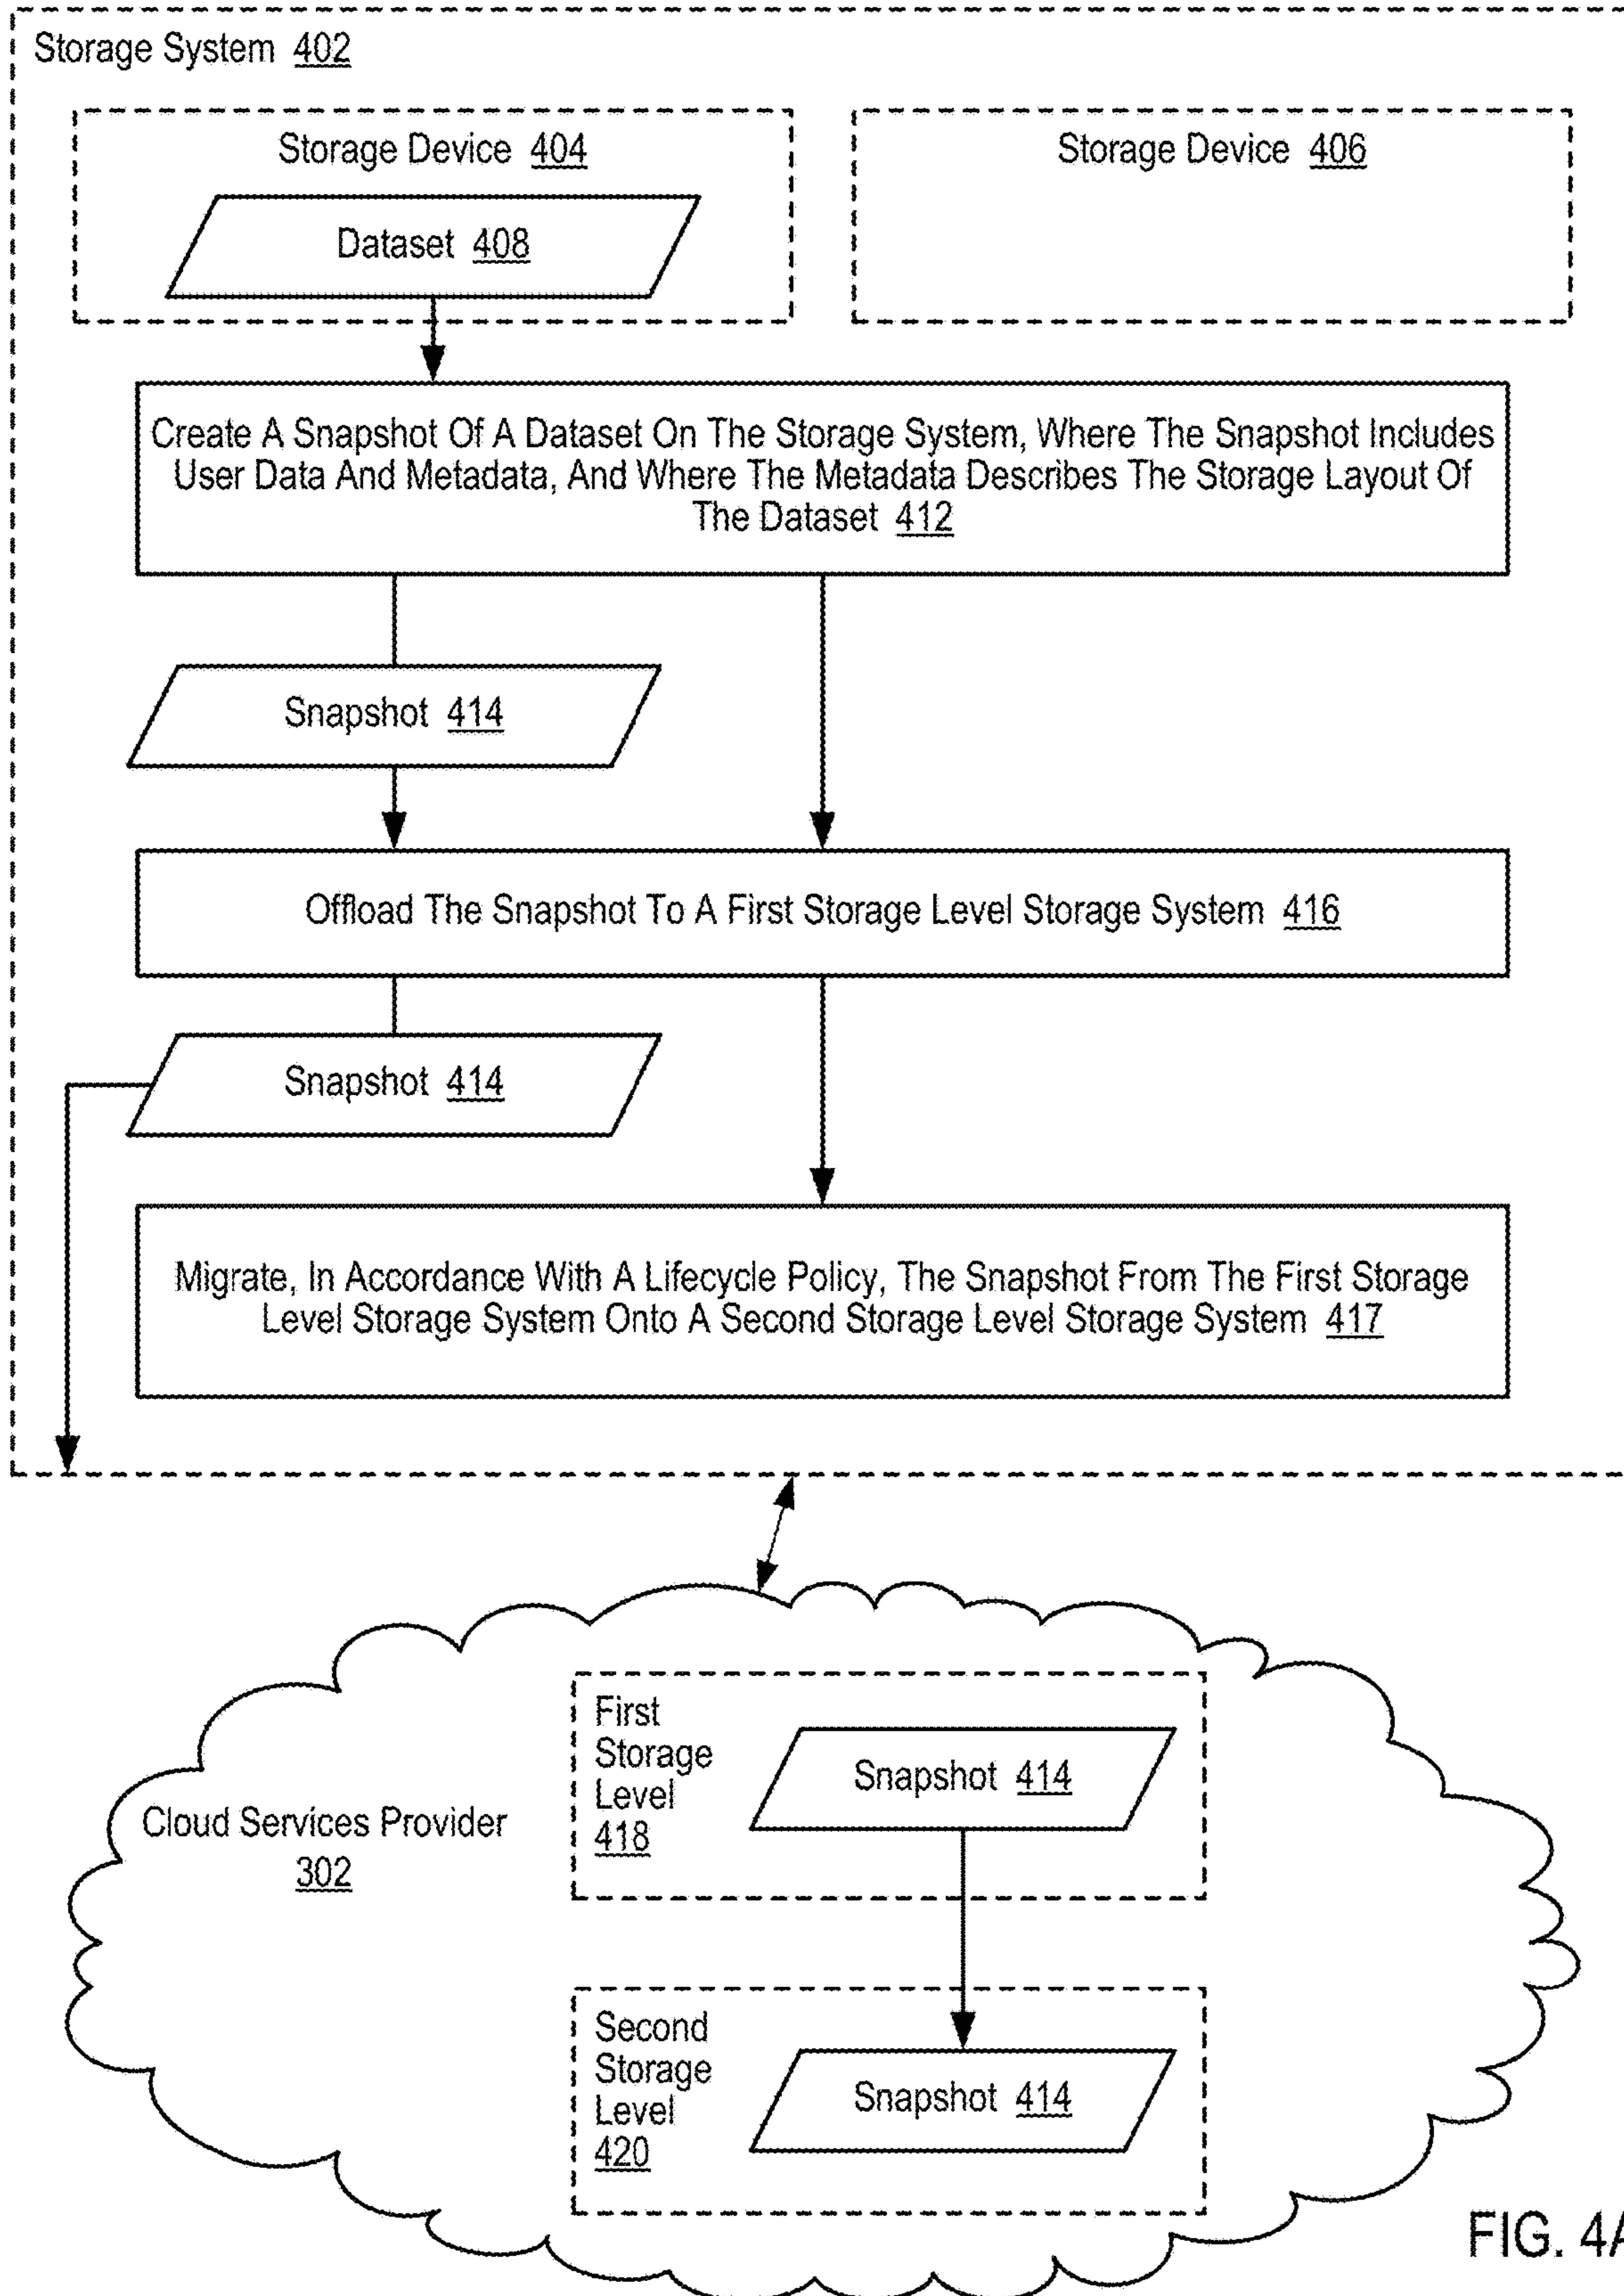 Storage System 402
Storage Device 404
Storage Device 406
Dataset 408
Create A Snapshot Of A Dataset On The Storage System, Where The Snapshot Includes
User Data And Metadata, And Where The Metadata Describes The Storage Layout Of
The Dataset 412
Snapshot 414
Offload The Snapshot To A First Storage Level Storage System 416
Snapshot 414
Migrate, In Accordance With A Lifecycle Policy, The Snapshot From The First Storage
Level Storage System Onto A Second Storage Level Storage System 417
Cloud Services Provider
302
First
Storage
Level
418
Snapshot 414
Second
Storage
Level
420
Snapshot 414
FIG. 4A